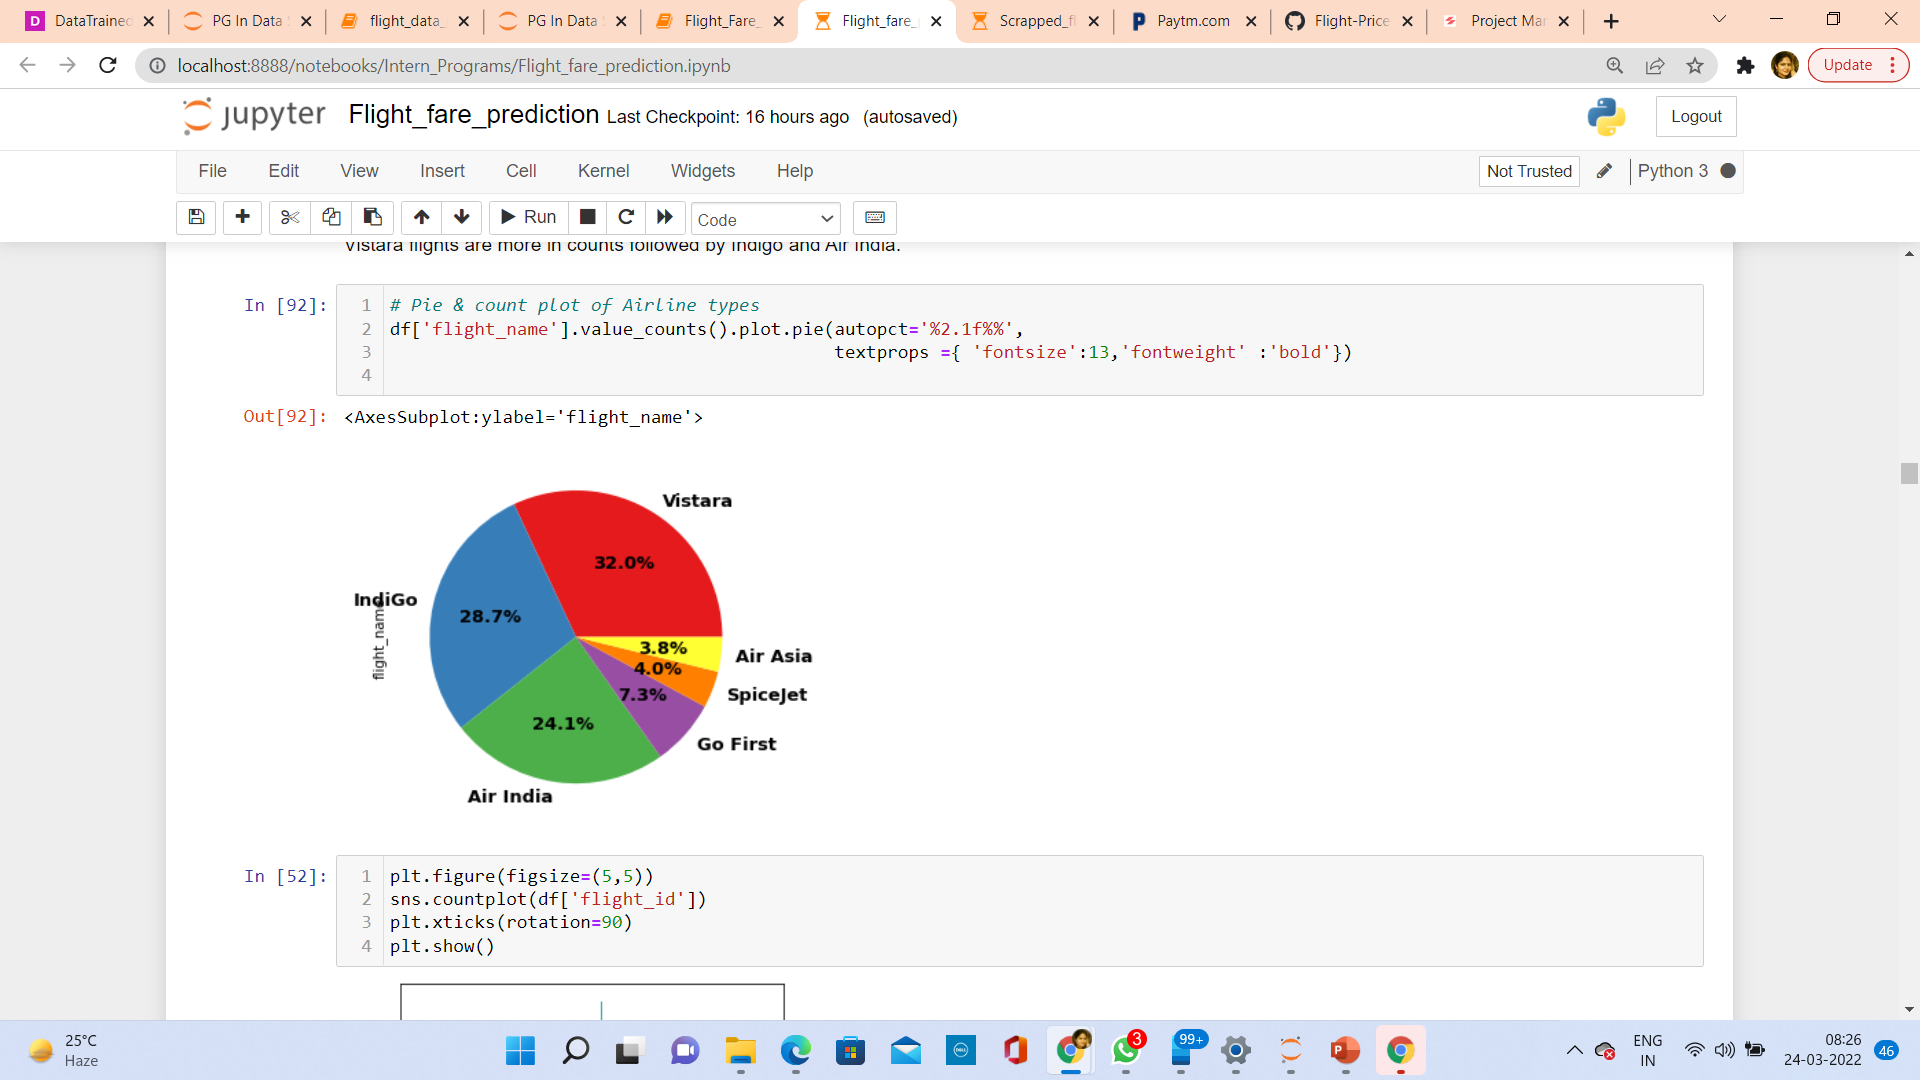 DataTrained
PG In Data S
flight_data_
PG In Data S
Flight_Fare_
Flight_fare_
Scrapped_fl
Paytm.com
Flight-Price
Project Man
localhost:8888/notebooks/Intern_Programs/Flight_fare_prediction.ipynb
Update
jupyter Flight_fare_prediction Last Checkpoint: 16 hours ago (autosaved)
Logout
File Edit View Insert Cell Kernel Widgets Help
Not Trusted
Python 3
Run
Code
Vistara flights are more in counts followed by Indigo and Air India.
In [92]:
1 # Pie & count plot of Airline types
2 df['flight_name'].value_counts().plot.pie(autopct='%2.1f%%',
3 textprops ={ 'fontsize':13,'fontweight' :'bold'})
4
Out[92]: <AxesSubplot:ylabel='flight_name'>
Vistara
32.0%
IndiGo
28.7%
flight_name
3.8%
Air Asia
4.0%
SpiceJet
7.3%
24.1%
Go First
Air India
In [52]:
1 plt.figure(figsize=(5,5))
2 sns.countplot(df['flight_id'])
3 plt.xticks(rotation=90)
4 plt.show()
25°C
Haze
DELL
3
99+
ENG
IN
08:26
24-03-2022
46